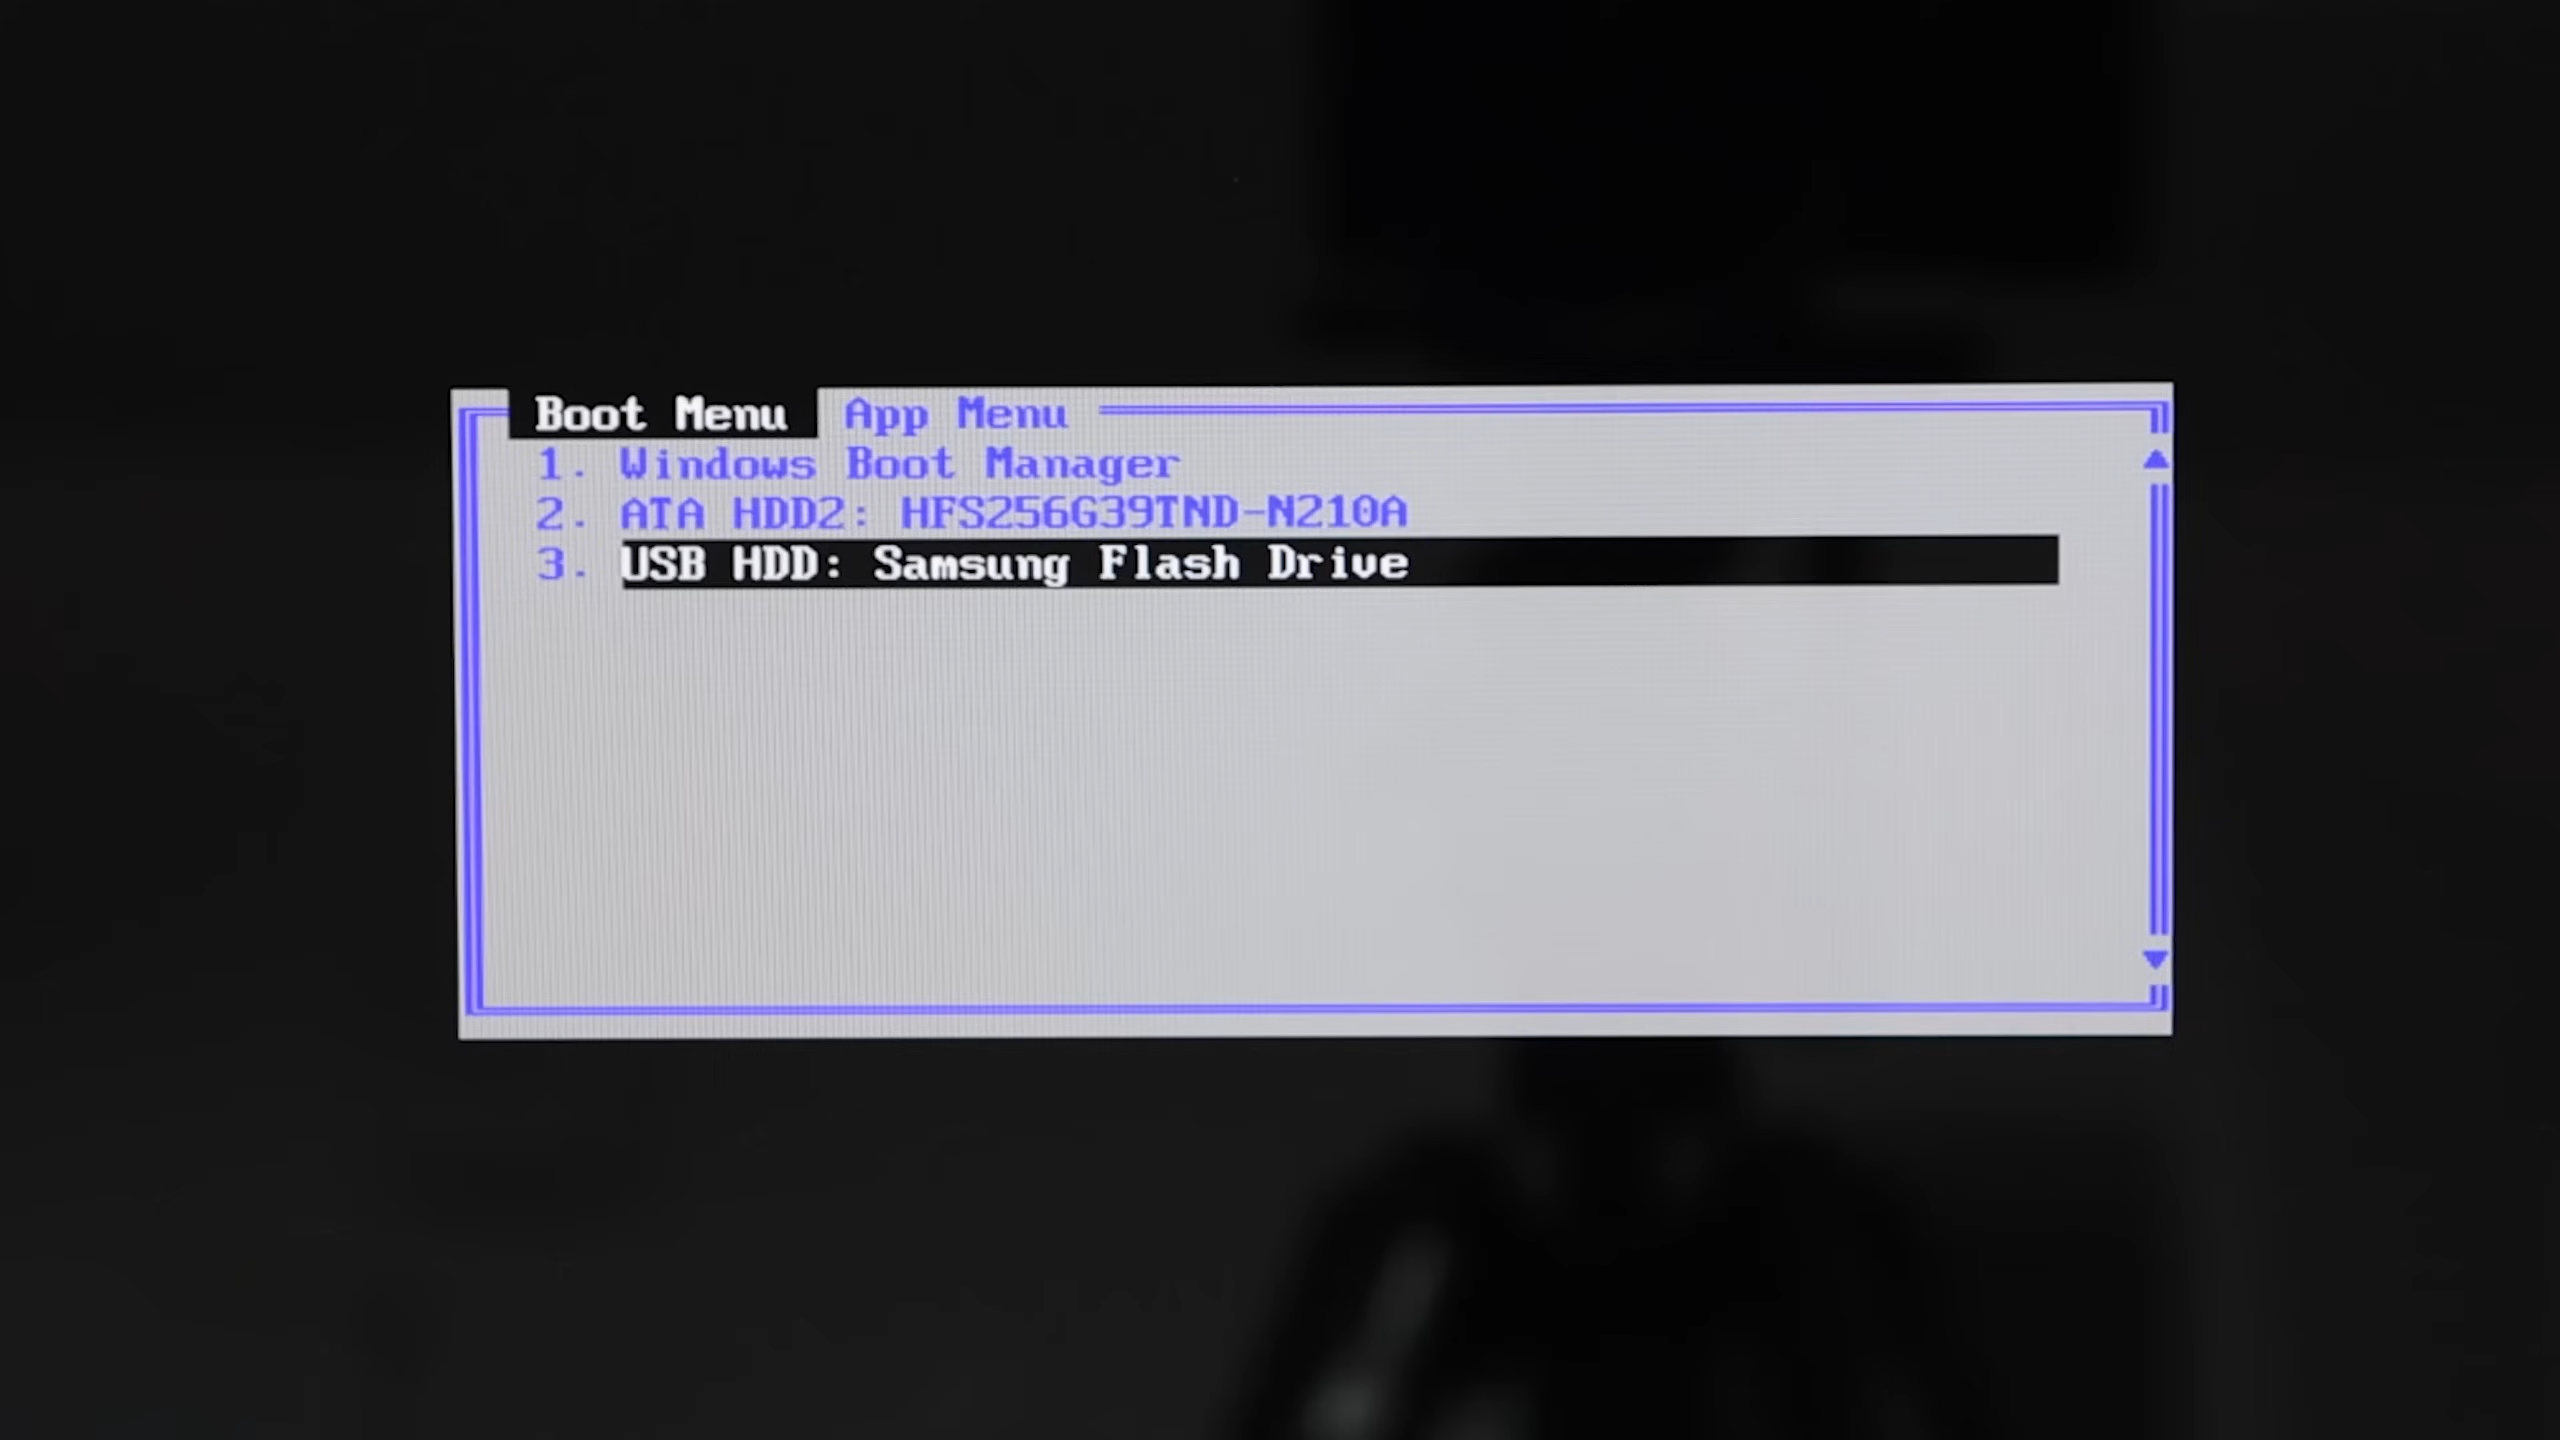 Boot Menu App Menu
1. Windows Boot Manager
2. ATA HDD2: HFS256G39TND-N210A
3. USB HDD: Samsung Flash Drive